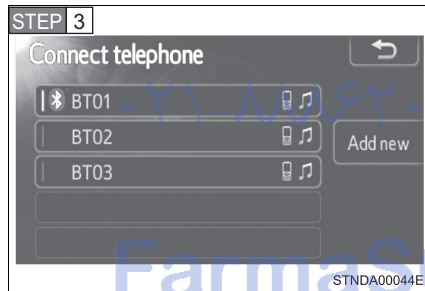 STEP 3
Connect telephone
BT01
BT02
Add new
BT03
FarmaS
STNDA00044E